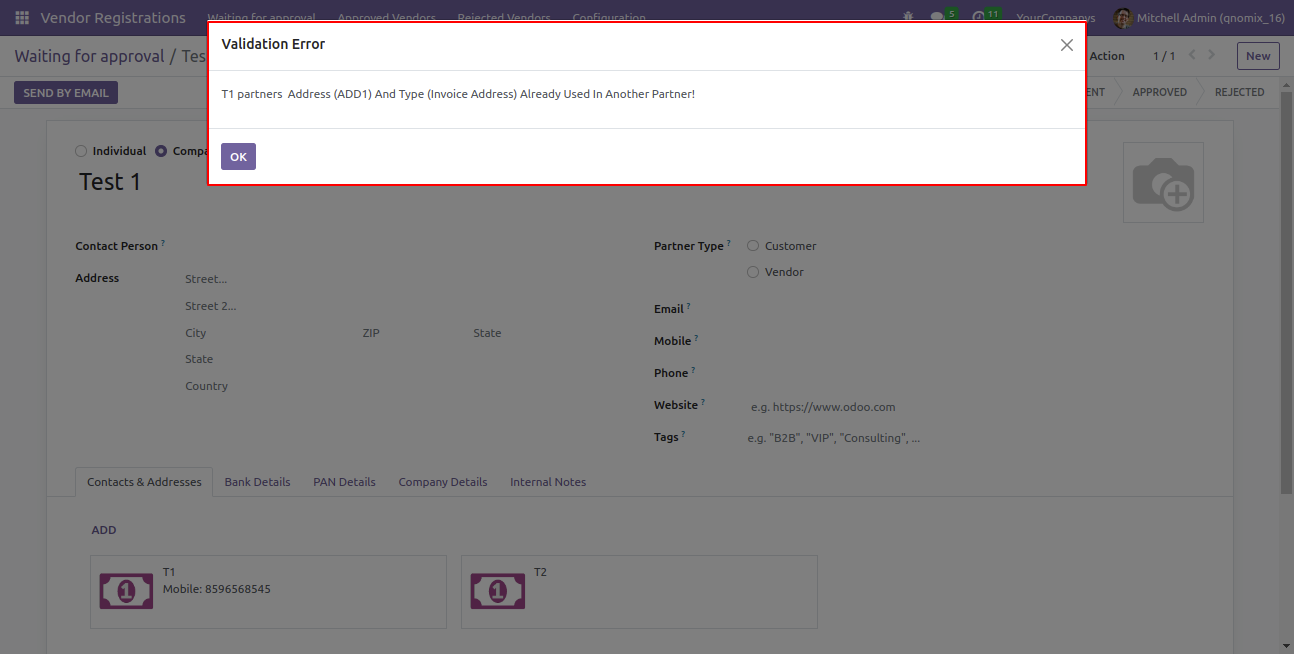 Vendor Registrations Waiting for approval Approved Vendors Rejected Vendors Configuration 5 11 YourCompanys Mitchell Admin (qnomix_16)
Validation Error
Waiting for approval / Tes Action 1 / 1 New
SEND BY EMAIL ENT APPROVED REJECTED
T1 partners  Address (ADD1) And Type (Invoice Address) Already Used In Another Partner!
OK
Individual Compa
Test 1
Contact Person ? Partner Type ? Customer
Vendor
Address Street...
Street 2...
City ZIP State
State
Country
Email ?
Mobile ?
Phone ?
Website ? e.g. https://www.odoo.com
Tags ? e.g. "B2B", "VIP", "Consulting", ...
Contacts & Addresses Bank Details PAN Details Company Details Internal Notes
ADD
1 T1
Mobile: 8596568545
1 T2